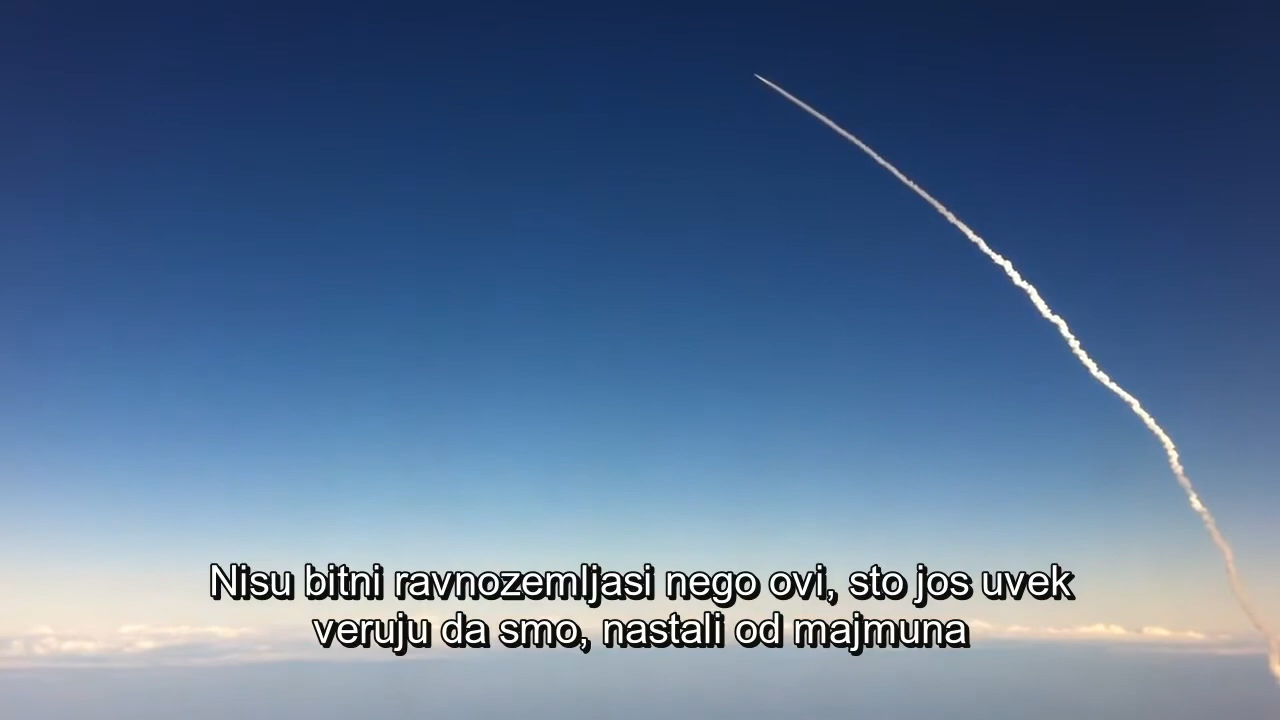 Nisu bitni ravnozemljasi nego ovi, sto jos uvek
veruju da smo, nastali od majmuna